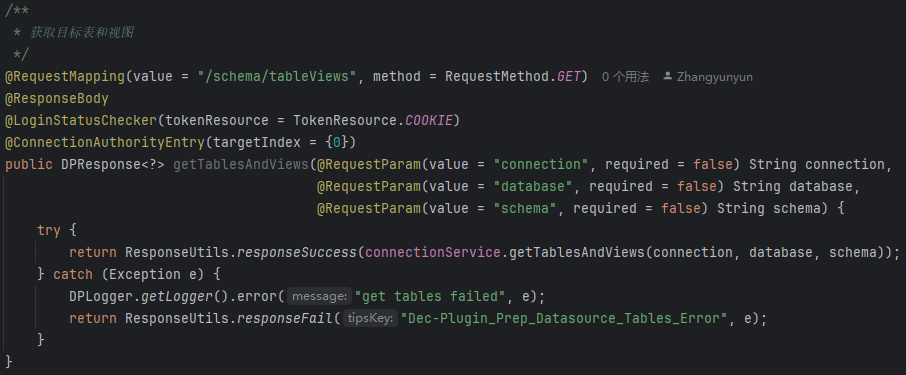 /**
 * 获取目标表和视图
 */
@RequestMapping(value = "/schema/tableViews", method = RequestMethod.GET) 0 个用法 Zhangyunyun
@ResponseBody
@LoginStatusChecker(tokenResource = TokenResource.COOKIE)
@ConnectionAuthorityEntry(targetIndex = {0})
public DPResponse<?> getTablesAndViews(@RequestParam(value = "connection", required = false) String connection,
                                       @RequestParam(value = "database", required = false) String database,
                                       @RequestParam(value = "schema", required = false) String schema) {
    try {
        return ResponseUtils.responseSuccess(connectionService.getTablesAndViews(connection, database, schema));
    } catch (Exception e) {
        DPLogger.getLogger().error( message: "get tables failed", e);
        return ResponseUtils.responseFail( tipsKey: "Dec-Plugin_Prep_Datasource_Tables_Error", e);
    }
}